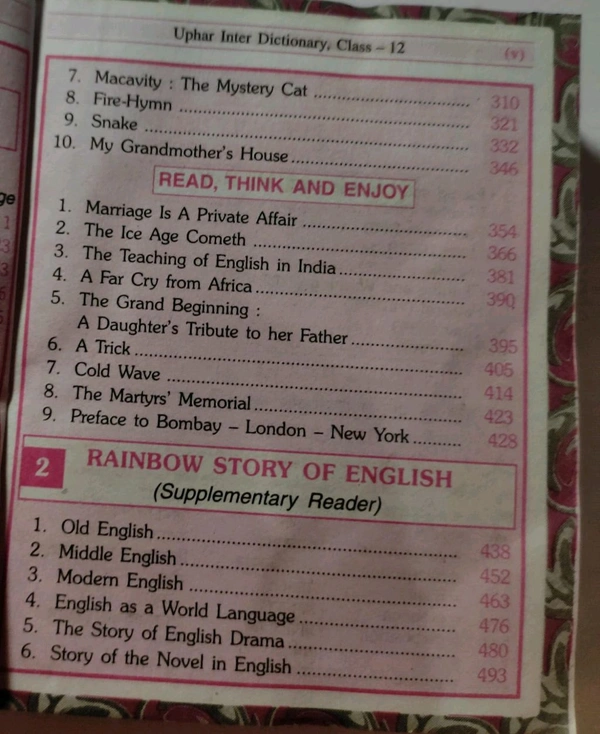 Uphar Inter Dictionary, Class – 12 (v)
7. Macavity : The Mystery Cat ........................................ 310
8. Fire-Hymn ........................................ 321
9. Snake ........................................ 332
10. My Grandmother's House ........................................ 346
READ, THINK AND ENJOY
1. Marriage Is A Private Affair ........................................ 354
2. The Ice Age Cometh ........................................ 366
3. The Teaching of English in India ........................................ 381
4. A Far Cry from Africa ........................................ 390
5. The Grand Beginning :
A Daughter's Tribute to her Father ........................................ 395
6. A Trick ........................................ 405
7. Cold Wave ........................................ 414
8. The Martyrs' Memorial ........................................ 423
9. Preface to Bombay – London – New York .......... 428
2 RAINBOW STORY OF ENGLISH
(Supplementary Reader)
1. Old English ........................................ 438
2. Middle English ........................................ 452
3. Modern English ........................................ 463
4. English as a World Language ........................................ 476
5. The Story of English Drama ........................................ 480
6. Story of the Novel in English ........................................ 493